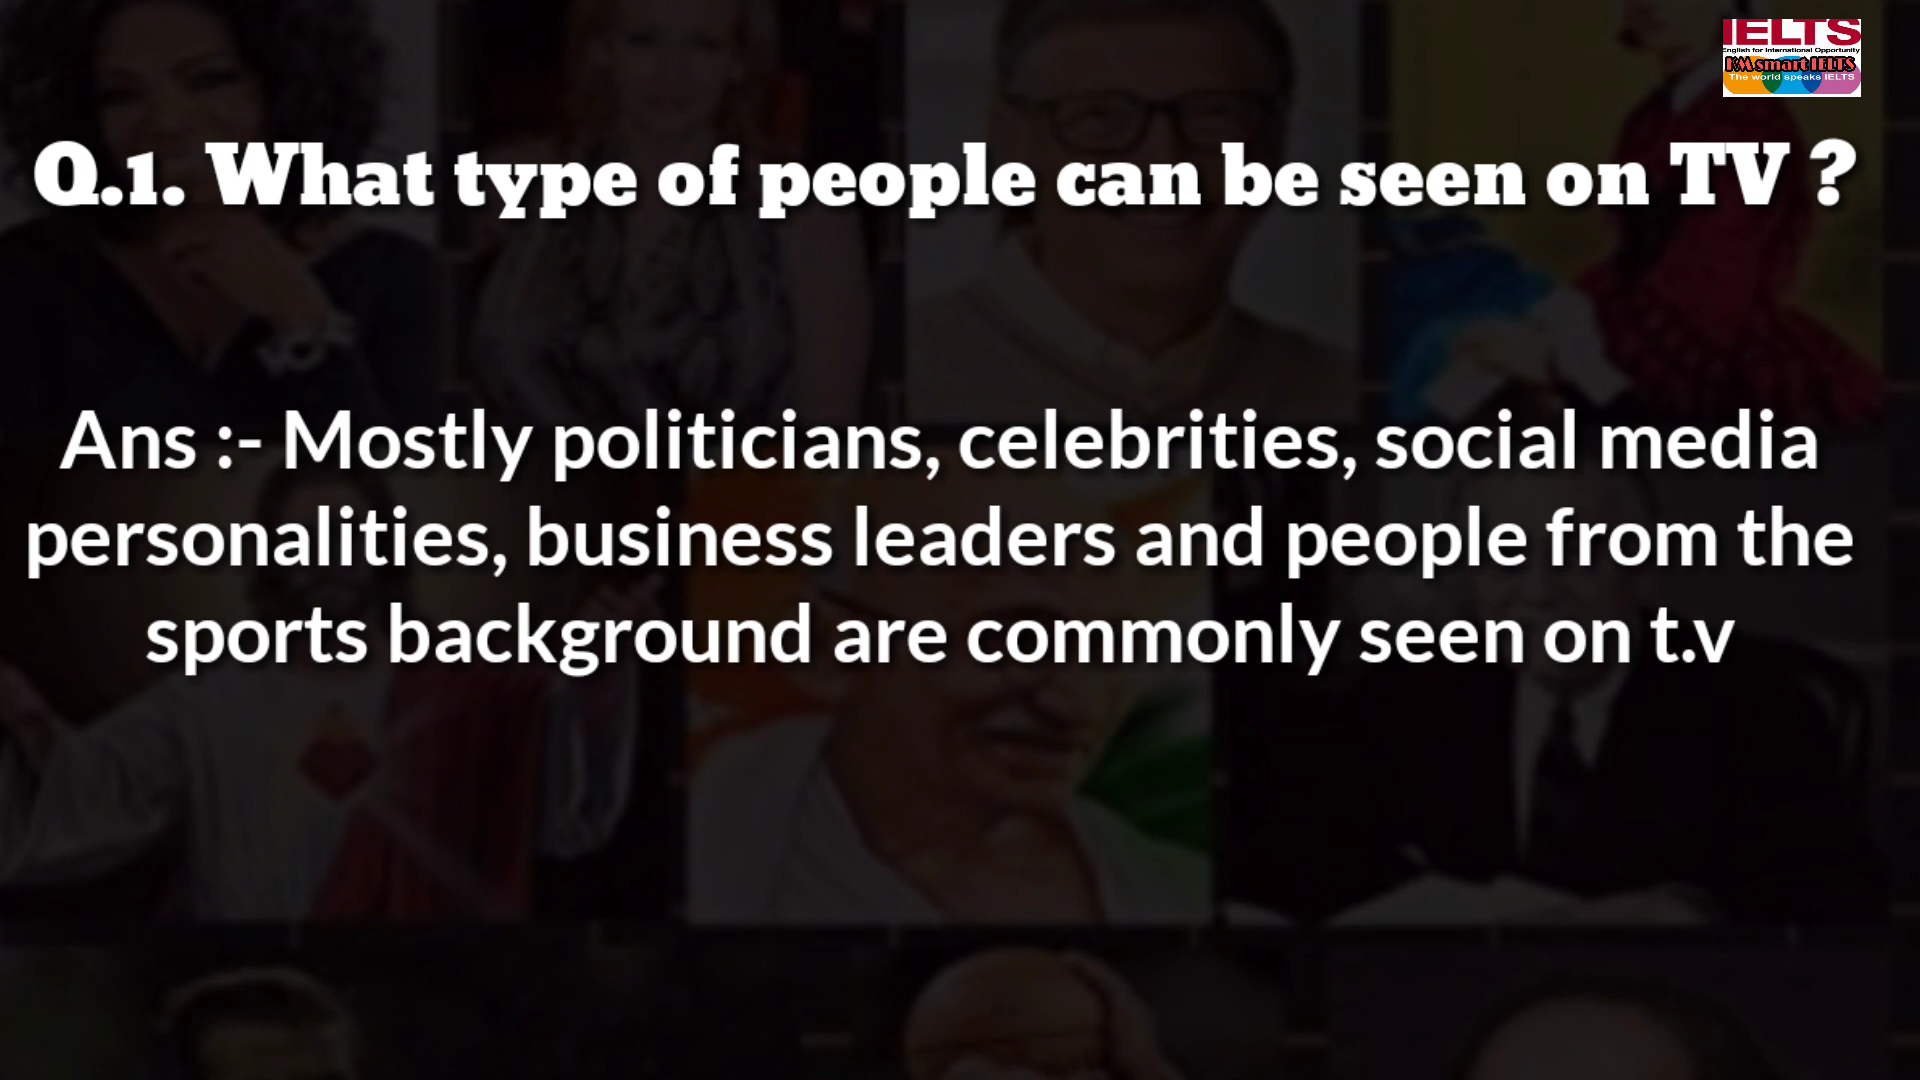 IELTS
English for International Opportunity
KM smart IELTS
The world speaks IELTS
Q.1. What type of people can be seen on TV ?
Ans :- Mostly politicians, celebrities, social media
personalities, business leaders and people from the
sports background are commonly seen on t.v